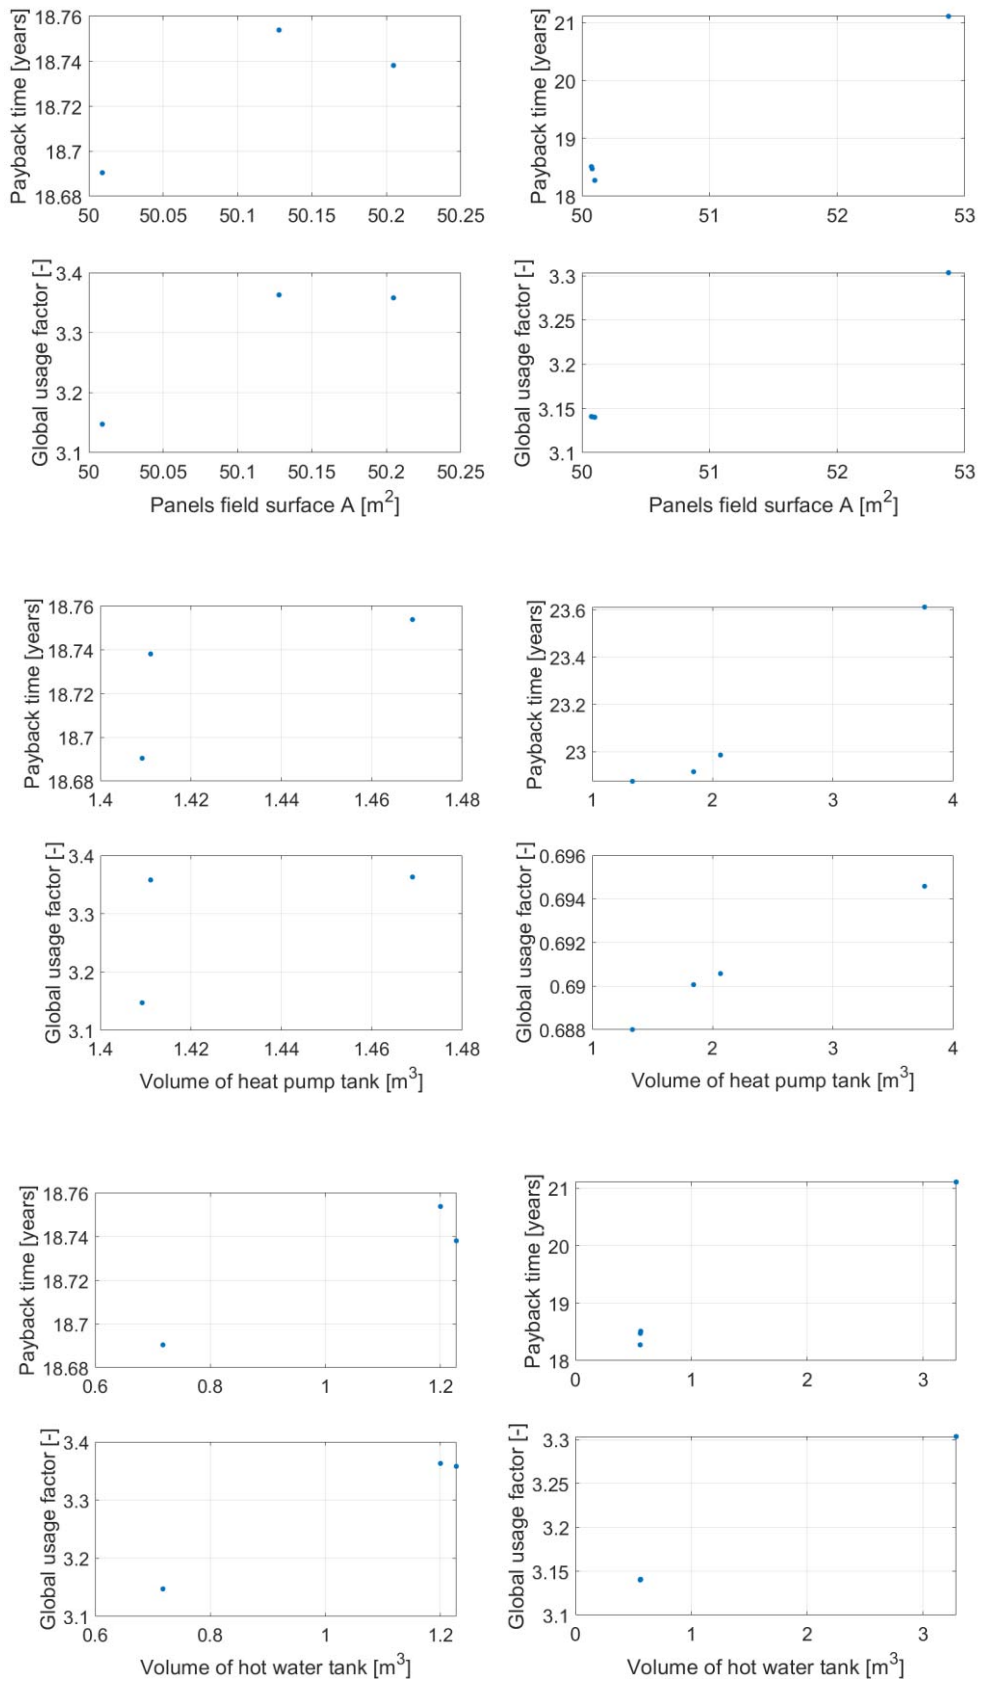 Payback time [years]
18.76
18.74
18.72
18.7
18.68
50 50.05 50.1 50.15 50.2 50.25
Payback time [years]
21
20
19
18
50 51 52 53
Global usage factor [-]
3.4
3.3
3.2
3.1
50 50.05 50.1 50.15 50.2 50.25
Panels field surface A [m²]
Global usage factor [-]
3.3
3.25
3.2
3.15
3.1
50 51 52 53
Panels field surface A [m²]
Payback time [years]
18.76
18.74
18.72
18.7
18.68
1.4 1.42 1.44 1.46 1.48
Payback time [years]
23.6
23.4
23.2
23
1 2 3 4
Global usage factor [-]
3.4
3.3
3.2
3.1
1.4 1.42 1.44 1.46 1.48
Volume of heat pump tank [m³]
Global usage factor [-]
0.696
0.694
0.692
0.69
0.688
1 2 3 4
Volume of heat pump tank [m³]
Payback time [years]
18.76
18.74
18.72
18.7
18.68
0.6 0.8 1 1.2
Payback time [years]
21
20
19
18
0 1 2 3
Global usage factor [-]
3.4
3.3
3.2
3.1
0.6 0.8 1 1.2
Volume of hot water tank [m³]
Global usage factor [-]
3.3
3.25
3.2
3.15
3.1
0 1 2 3
Volume of hot water tank [m³]